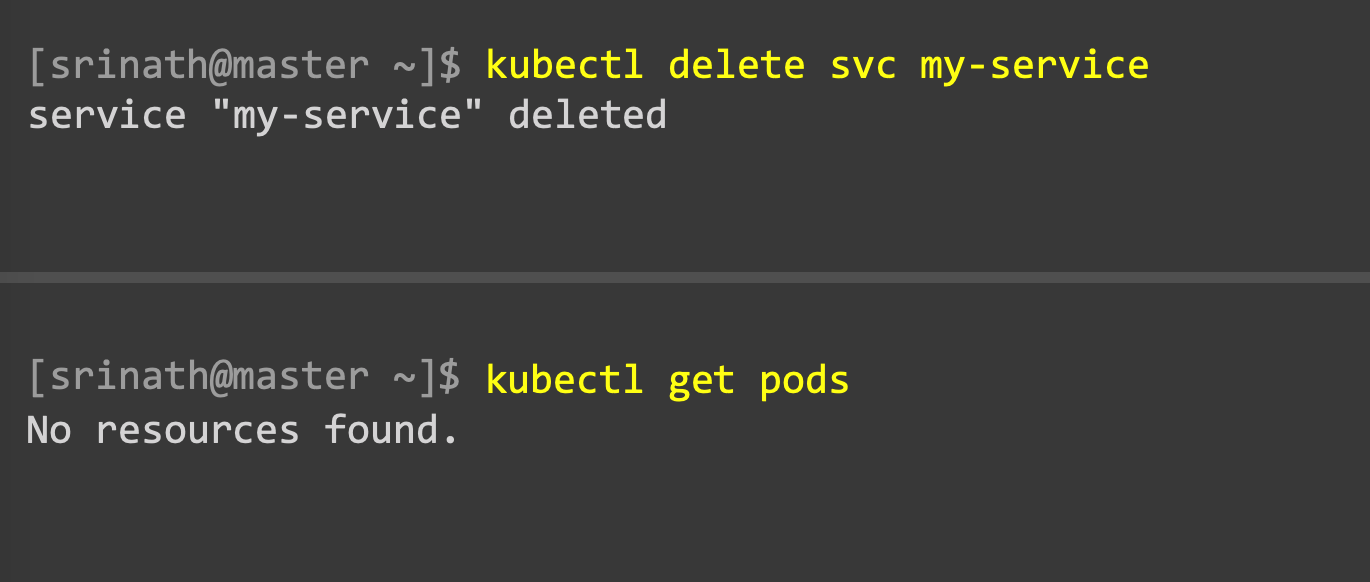 [srinath@master ~]$ kubectl delete svc my-service
service "my-service" deleted
[srinath@master ~]$ kubectl get pods
No resources found.